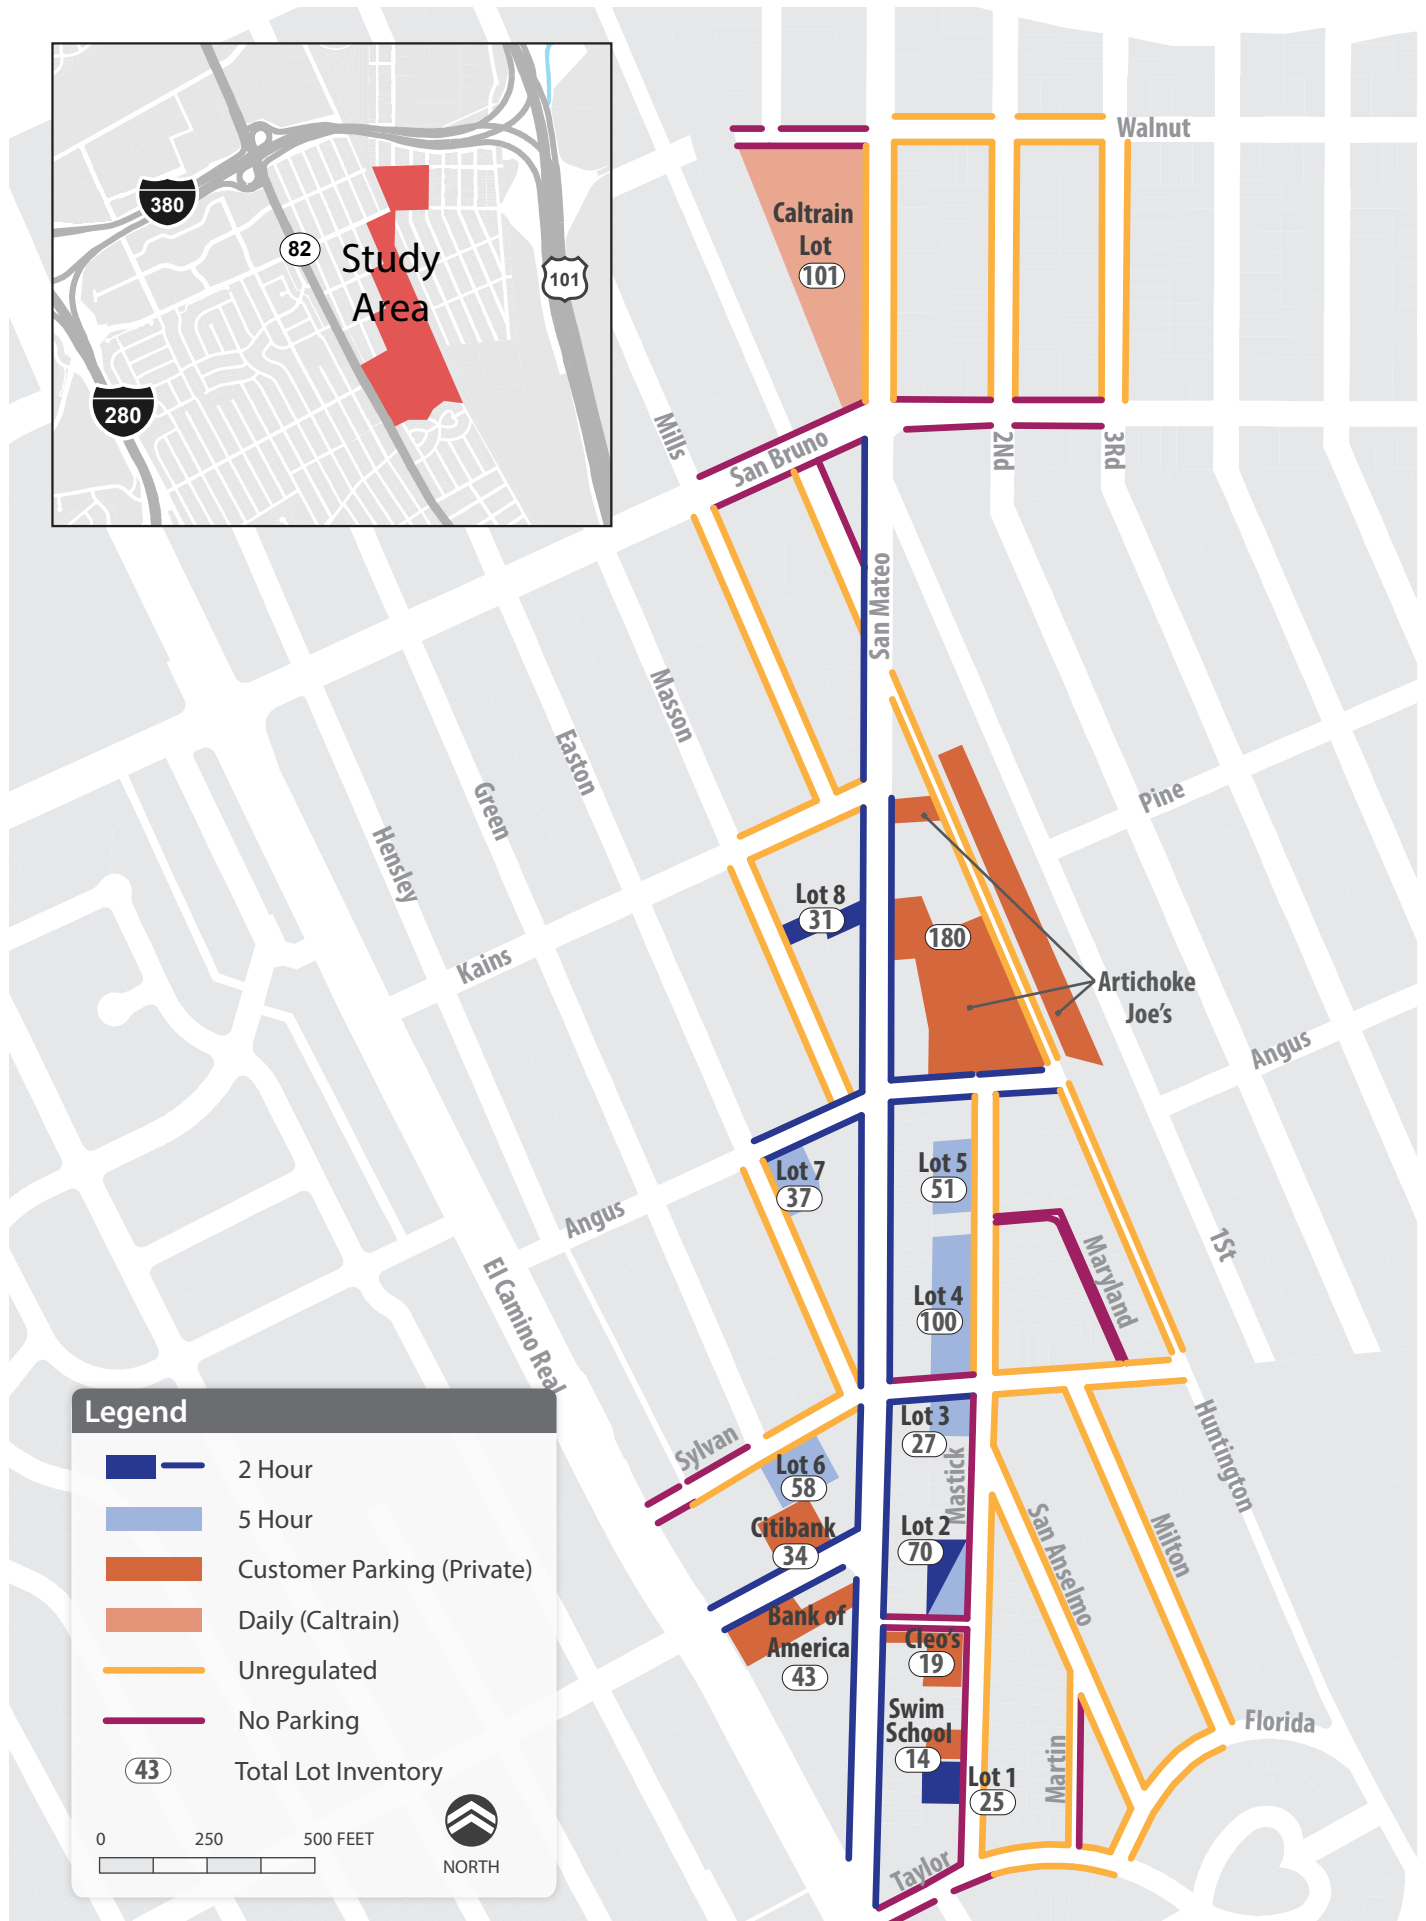 380
82
Study
Area
101
280
Walnut
Caltrain
Lot
101
Mills
San Bruno
2Nd
3Rd
San Mateo
Masson
Easton
Green
Hensley
Pine
Lot 8
31
180
Kains
Artichoke
Joe's
Angus
Lot 7
37
Lot 5
51
Angus
1St
Maryland
El Camino Real
Lot 4
100
Sylvan
Lot 3
27
Mastick
Huntington
Lot 6
58
Citibank
34
Lot 2
70
San Anselmo
Milton
Bank of
America
43
Cleo's
19
Swim
School
14
Lot 1
25
Martin
Florida
Taylor
Legend
2 Hour
5 Hour
Customer Parking (Private)
Daily (Caltrain)
Unregulated
No Parking
43 Total Lot Inventory
0 250 500 FEET
NORTH